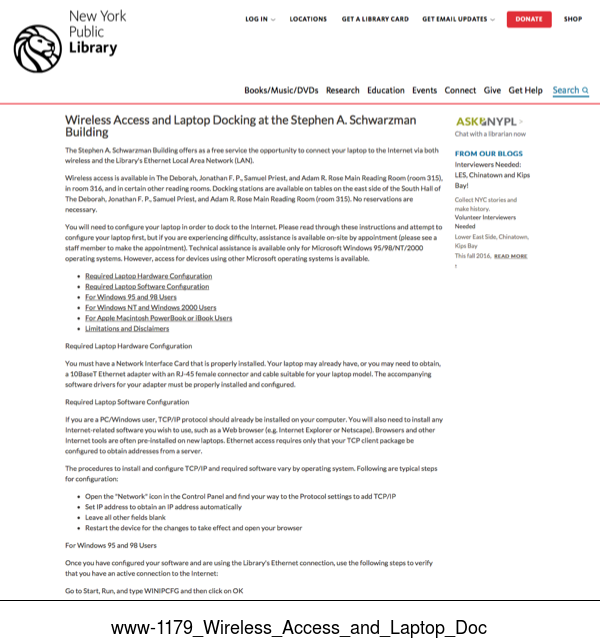 New York
Public
Library
LOG IN
LOCATIONS
GET A LIBRARY CARD
GET EMAIL UPDATES
DONATE
SHOP
Books/Music/DVDs Research Education Events Connect Give Get Help Search
Wireless Access and Laptop Docking at the Stephen A. Schwarzman
Building
The Stephen A. Schwarzman Building offers as a free service the opportunity to connect your laptop to the Internet via both
wireless and the Library's Ethernet Local Area Network (LAN).
Wireless access is available in The Deborah, Jonathan F. P., Samuel Priest, and Adam R. Rose Main Reading Room (room 315),
in room 316, and in certain other reading rooms. Docking stations are available on tables on the east side of the South Hall of
The Deborah, Jonathan F. P., Samuel Priest, and Adam R. Rose Main Reading Room (room 315). No reservations are
necessary.
You will need to configure your laptop in order to dock to the Internet. Please read through these instructions and attempt to
configure your laptop first, but if you are experiencing difficulty, assistance is available on-site by appointment (please see a
staff member to make the appointment). Technical assistance is available only for Microsoft Windows 95/98/NT/2000
operating systems. However, access for devices using other Microsoft operating systems is available.
• Required Laptop Hardware Configuration
• Required Laptop Software Configuration
• For Windows 95 and 98 Users
• For Windows NT and Windows 2000 Users
• For Apple Macintosh PowerBook or iBook Users
• Limitations and Disclaimers
Required Laptop Hardware Configuration
You must have a Network Interface Card that is properly installed. Your laptop may already have, or you may need to obtain,
a 10BaseT Ethernet adapter with an RJ-45 female connector and cable suitable for your laptop model. The accompanying
software drivers for your adapter must be properly installed and configured.
Required Laptop Software Configuration
If you are a PC/Windows user, TCP/IP protocol should already be installed on your computer. You will also need to install any
Internet-related software you wish to use, such as a Web browser (e.g. Internet Explorer or Netscape). Browsers and other
Internet tools are often pre-installed on new laptops. Ethernet access requires only that your TCP client package be
configured to obtain addresses from a server.
The procedures to install and configure TCP/IP and required software vary by operating system. Following are typical steps
for configuration:
• Open the "Network" icon in the Control Panel and find your way to the Protocol settings to add TCP/IP
• Set IP address to obtain an IP address automatically
• Leave all other fields blank
• Restart the device for the changes to take effect and open your browser
For Windows 95 and 98 Users
Once you have configured your software and are using the Library's Ethernet connection, use the following steps to verify
that you have an active connection to the Internet:
Go to Start, Run, and type WINIPCFG and then click on OK
ASK NYPL >
Chat with a librarian now
FROM OUR BLOGS
Interviewers Needed:
LES, Chinatown and Kips
Bay!
Collect NYC stories and
make history.
Volunteer Interviewers
Needed
Lower East Side, Chinatown,
Kips Bay
This fall 2016, READ MORE
›
www-1179_Wireless_Access_and_Laptop_Doc